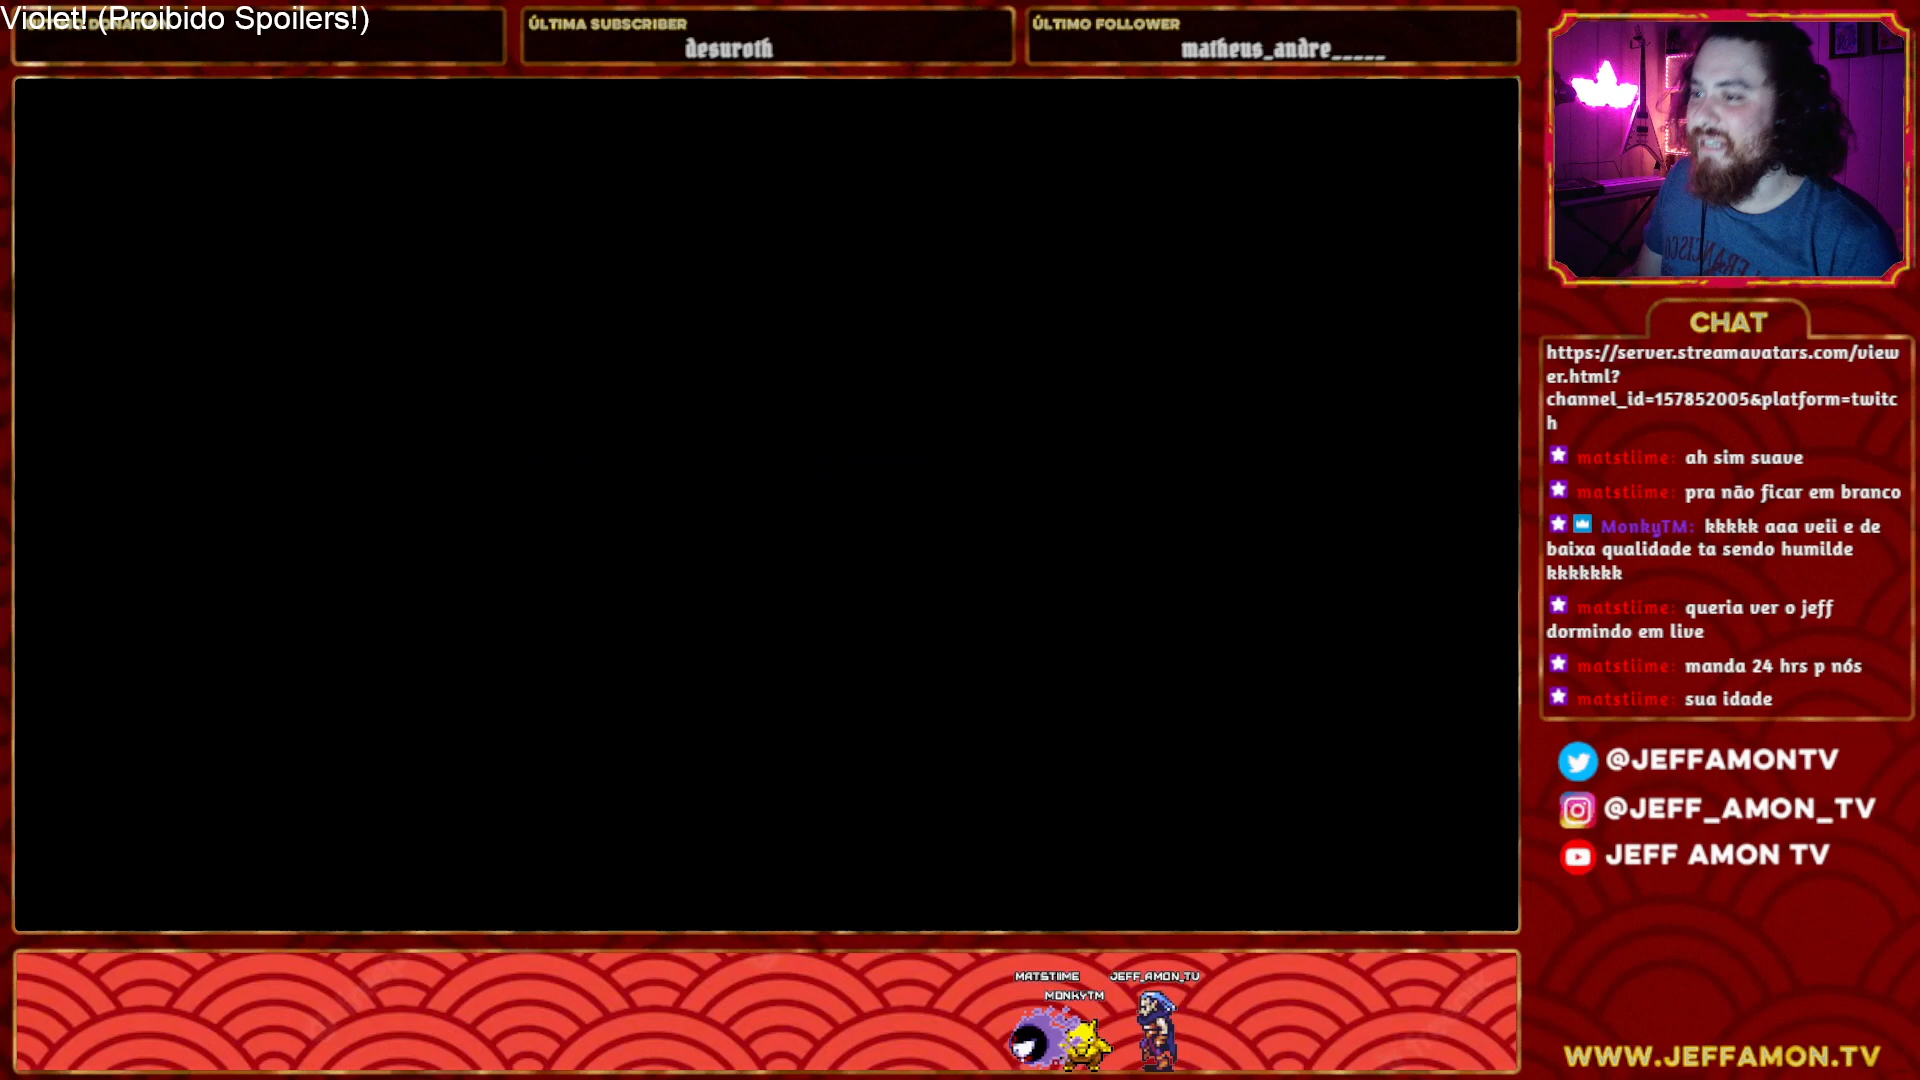 Violet! (Proibido Spoilers!)
ÚLTIMA SUBSCRIBER
desuroth
ÚLTIMO FOLLOWER
matheus_andre_____
CHAT
https://server.streamavatars.com/view
er.html?
channel_id=157852005&platform=twitc
h
matstiime: ah sim suave
matstiime: pra não ficar em branco
MonkyTM: kkkkk aaa veii e de
baixa qualidade ta sendo humilde
kkkkkkk
matstiime: queria ver o jeff
dormindo em live
matstiime: manda 24 hrs p nós
matstiime: sua idade
@JEFFAMONTV
@JEFF_AMON_TV
JEFF AMON TV
MATSTIIME
JEFF_AMON_TV
MONKYTM
WWW.JEFFAMON.TV